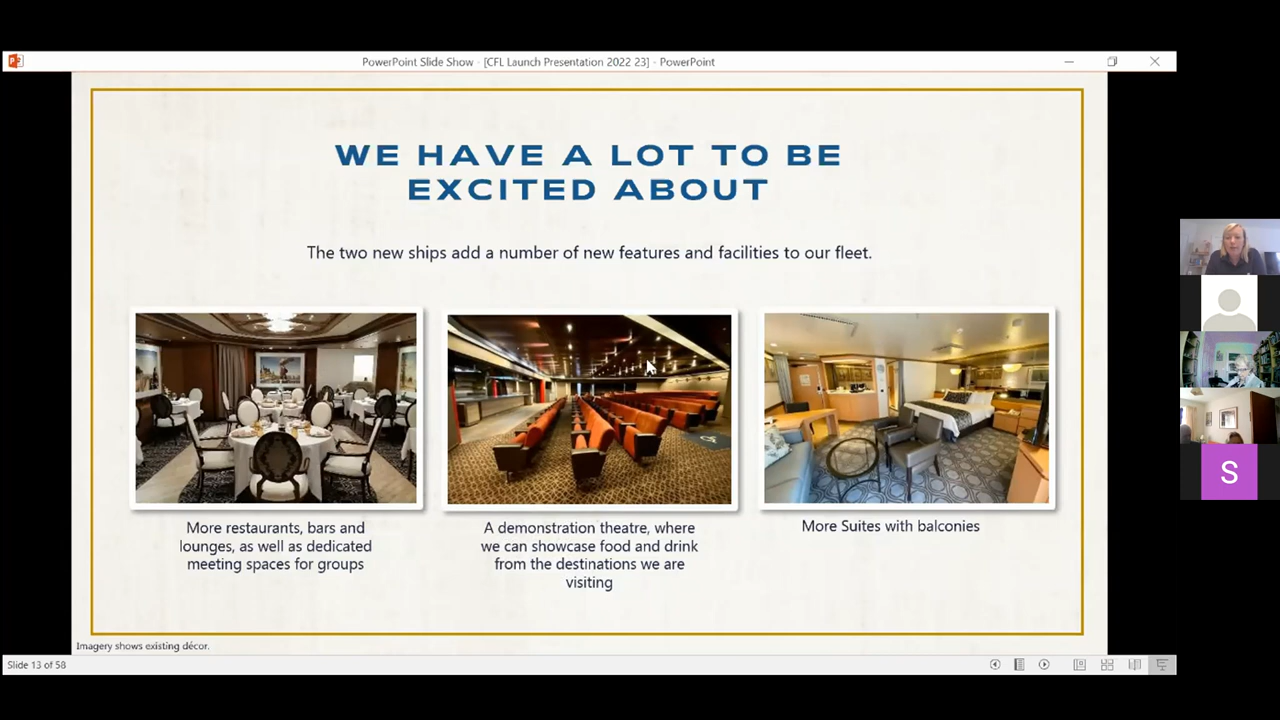 PowerPoint Slide Show - [CFL Launch Presentation 2022 23] - PowerPoint
WE HAVE A LOT TO BE
EXCITED ABOUT
The two new ships add a number of new features and facilities to our fleet.
More restaurants, bars and
lounges, as well as dedicated
meeting spaces for groups
A demonstration theatre, where
we can showcase food and drink
from the destinations we are
visiting
More Suites with balconies
S
Imagery shows existing décor.
Slide 13 of 58